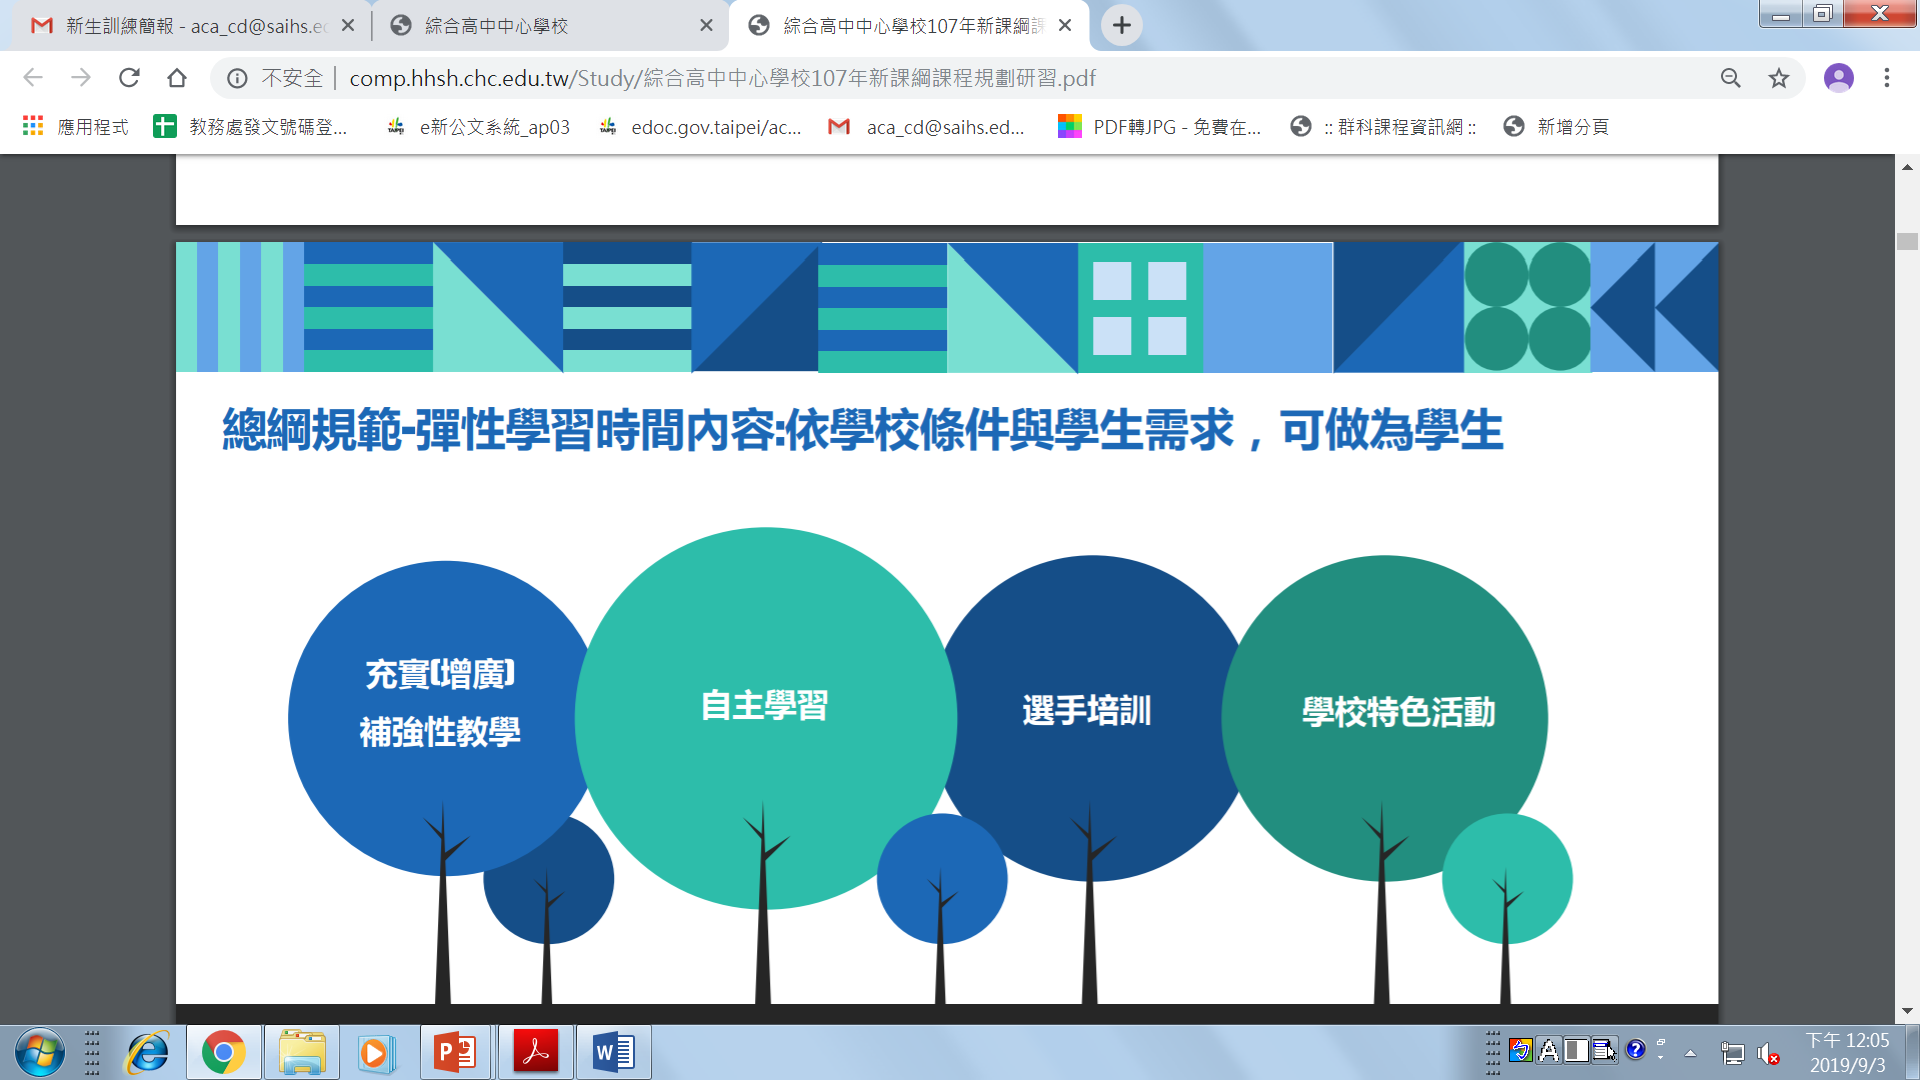 新生訓練簡報 - aca_cd@saihs.e
綜合高中中心學校
綜合高中中心學校107年新課綱課
不安全
comp.hhsh.chc.edu.tw/Study/綜合高中中心學校107年新課綱課程規劃研習.pdf
應用程式
教務處發文號碼登...
e新公文系統_ap03
edoc.gov.taipei/ac...
aca_cd@saihs.ed...
PDF轉JPG - 免費在...
:: 群科課程資訊網 ::
新增分頁
總綱規範-彈性學習時間內容:依學校條件與學生需求，可做為學生
充實(增廣)
補強性教學
自主學習
選手培訓
學校特色活動
下午 12:05
2019/9/3